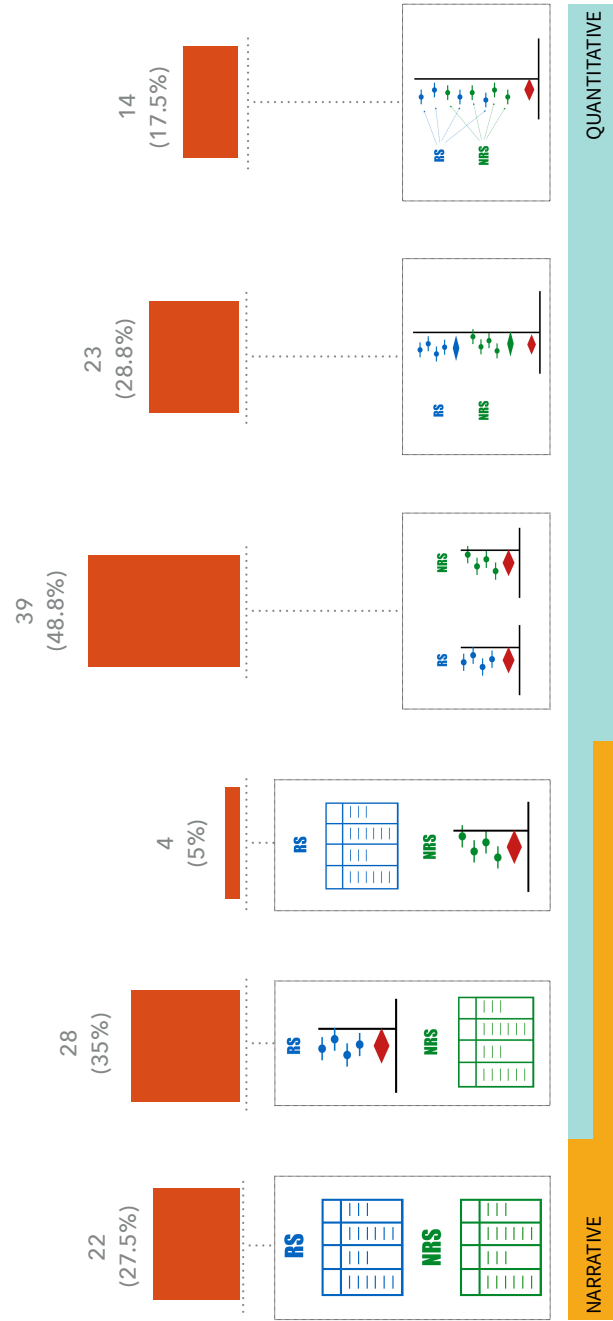 14
(17.5%)
RS
NRS
QUANTITATIVE
23
(28.8%)
RS
NRS
39
(48.8%)
RS
NRS
4
(5%)
RS
NRS
28
(35%)
RS
NRS
22
(27.5%)
RS
NRS
NARRATIVE